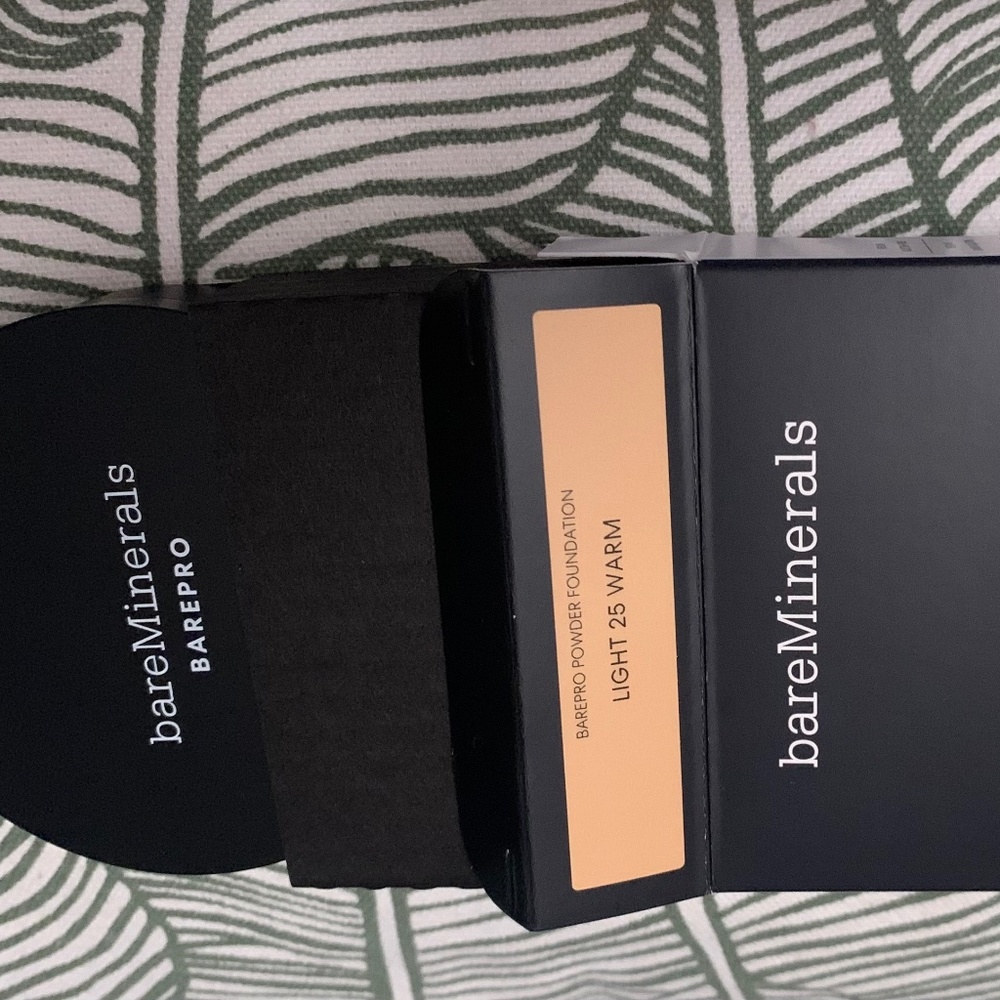 bareMinerals
BAREPRO
BAREPRO POWDER FOUNDATION
LIGHT 25 WARM
bareMinerals